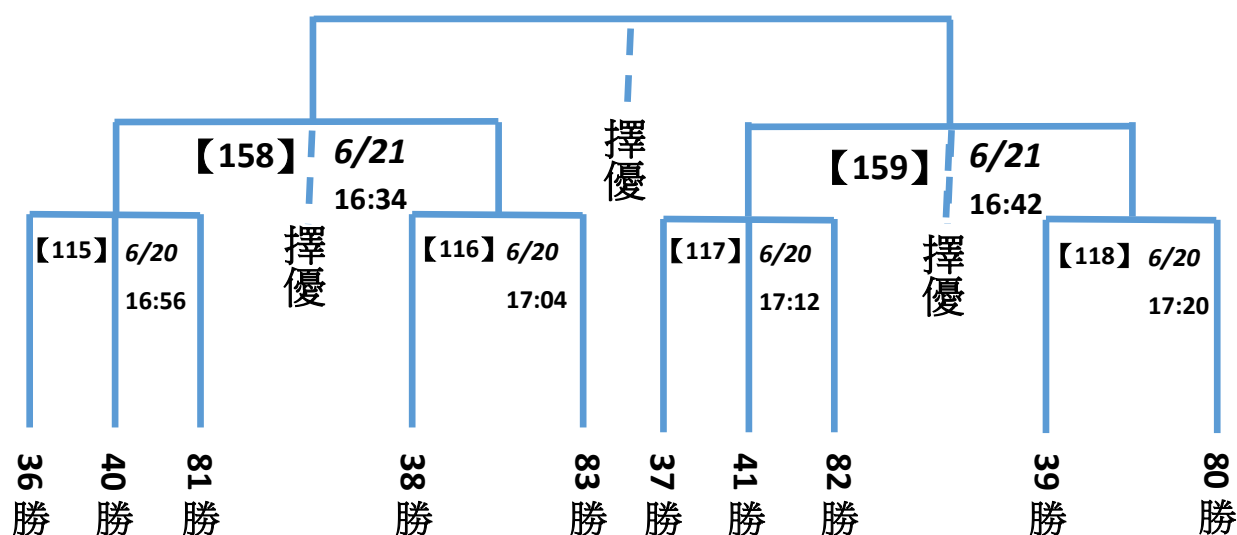 擇優
【158】 6/21
16:34
擇優
【159】 6/21
16:42
擇優
【115】 6/20
16:56
【116】 6/20
17:04
【117】 6/20
17:12
【118】 6/20
17:20
36 勝
40 勝
81 勝
38 勝
83 勝
37 勝
41 勝
82 勝
39 勝
80 勝